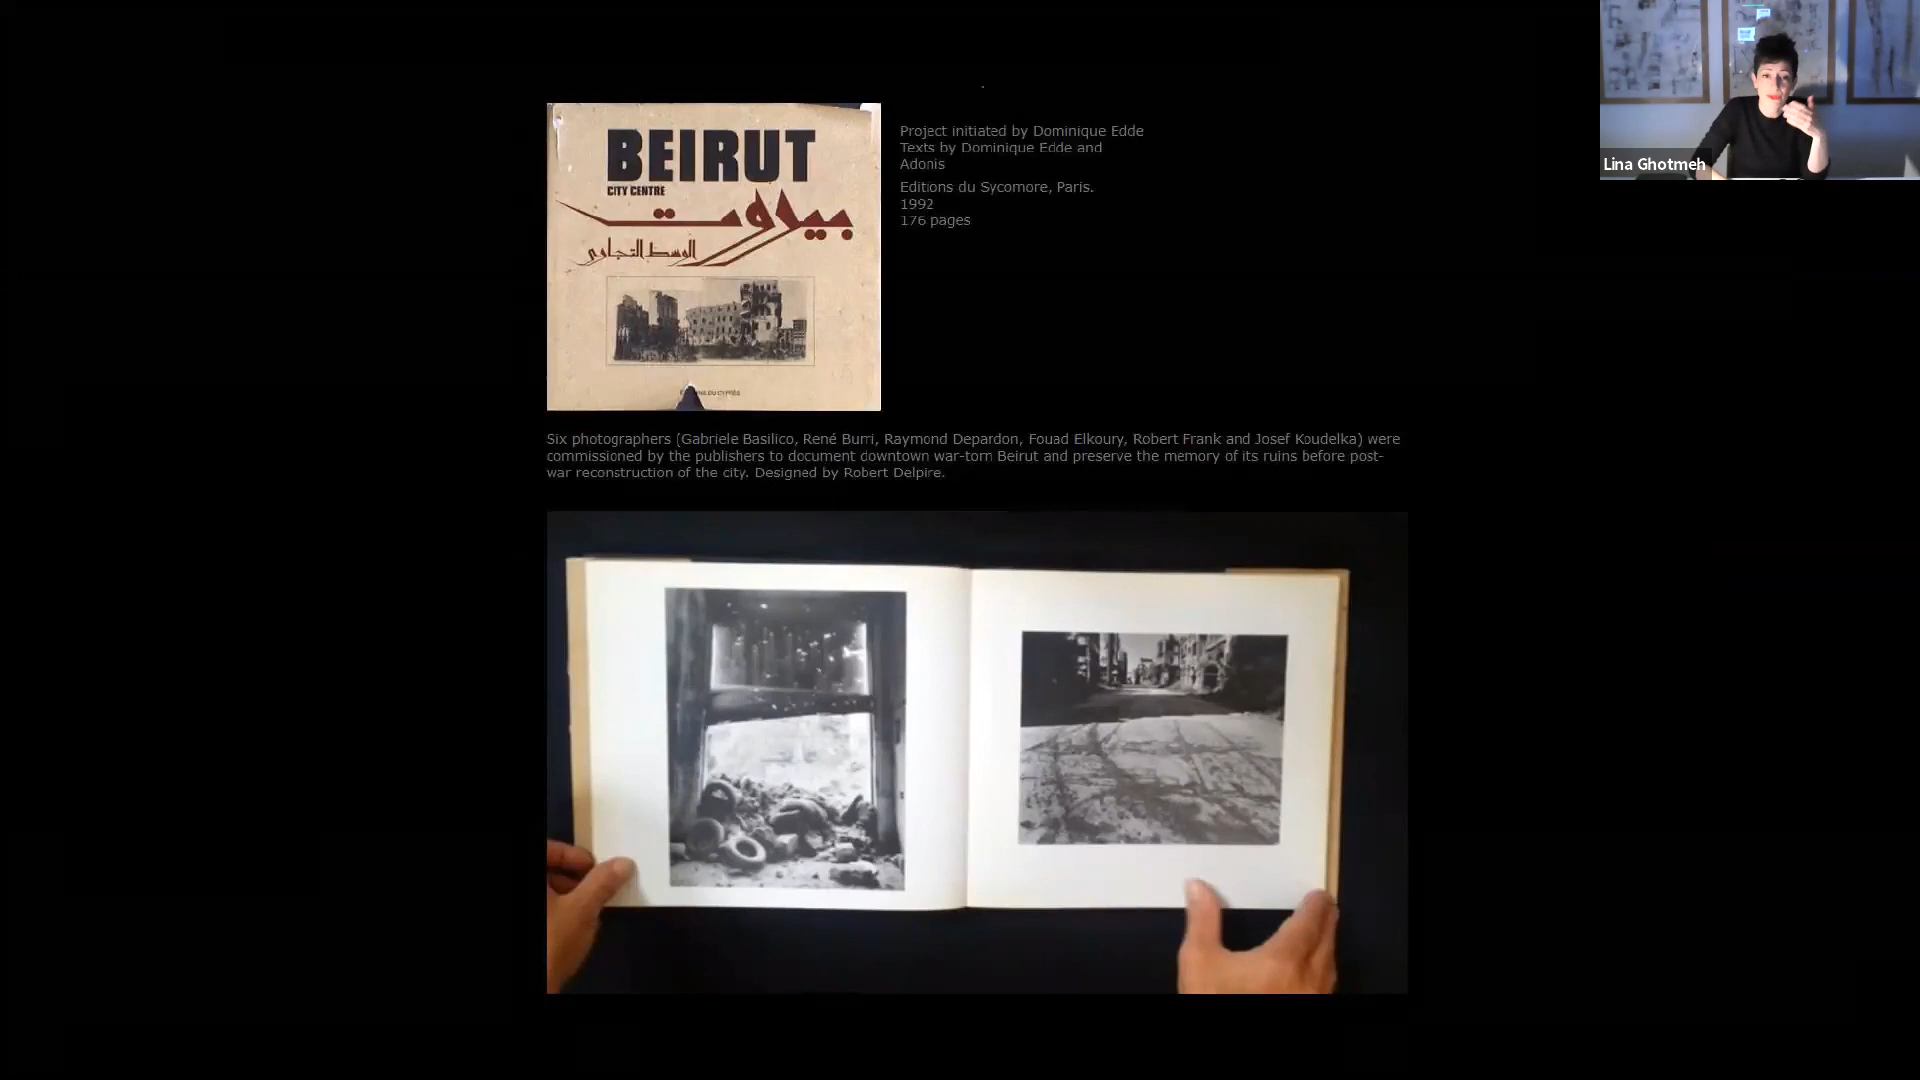 BEIRUT
CITY CENTRE
بيروت
الوسط التجاري
Project initiated by Dominique Edde
Texts by Dominique Edde and
Adonis
Editions du Sycomore, Paris.
1992
176 pages
Six photographers (Gabriele Basilico, René Burri, Raymond Depardon, Fouad Elkoury, Robert Frank and Josef Koudelka) were
commissioned by the publishers to document downtown war-torn Beirut and preserve the memory of its ruins before post-
war reconstruction of the city. Designed by Robert Delpire.
Lina Ghotmeh